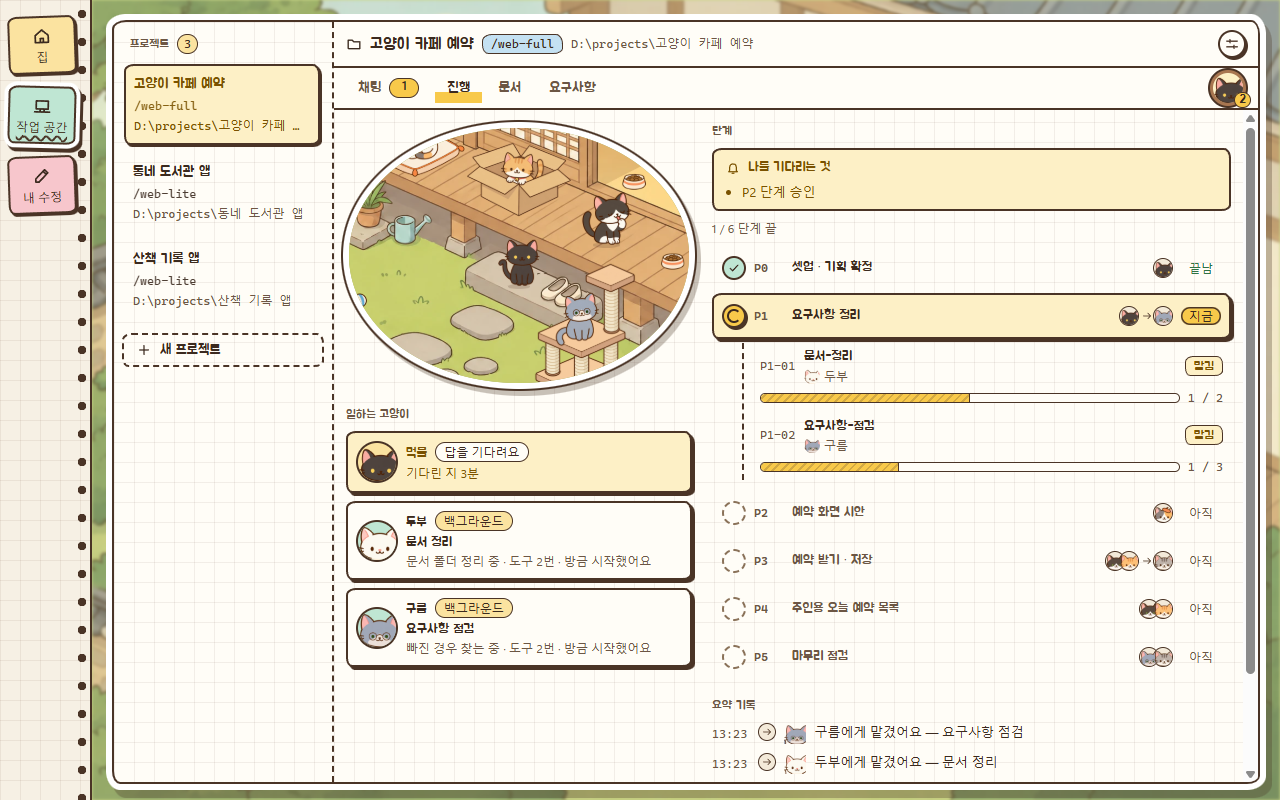 집
작업 공간
내 수정
프로젝트 3
고양이 카페 예약
/web-full
D:\projects\고양이 카페 …
동네 도서관 앱
/web-lite
D:\projects\동네 도서관 앱
산책 기록 앱
/web-lite
D:\projects\산책 기록 앱
+ 새 프로젝트
고양이 카페 예약 /web-full D:\projects\고양이 카페 예약
채팅 1 진행 문서 요구사항
2
일하는 고양이
먹물 답을 기다려요
기다린 지 3분
두부 백그라운드
문서 정리
문서 폴더 정리 중 · 도구 2번 · 방금 시작했어요
구름 백그라운드
요구사항 점검
빠진 경우 찾는 중 · 도구 2번 · 방금 시작했어요
단계
나를 기다리는 것
• P2 단계 승인
1 / 6 단계 끝
P0 셋업 · 기획 확정 끝남
P1 요구사항 정리 → 지금
P1-01 문서-정리 맡김
두부
1 / 2
P1-02 요구사항-점검 맡김
구름
1 / 3
P2 예약 화면 시안 아직
P3 예약 받기 · 저장 → 아직
P4 주인용 오늘 예약 목록 아직
P5 마무리 점검 아직
요약 기록
13:23 구름에게 맡겼어요 — 요구사항 점검
13:23 두부에게 맡겼어요 — 문서 정리